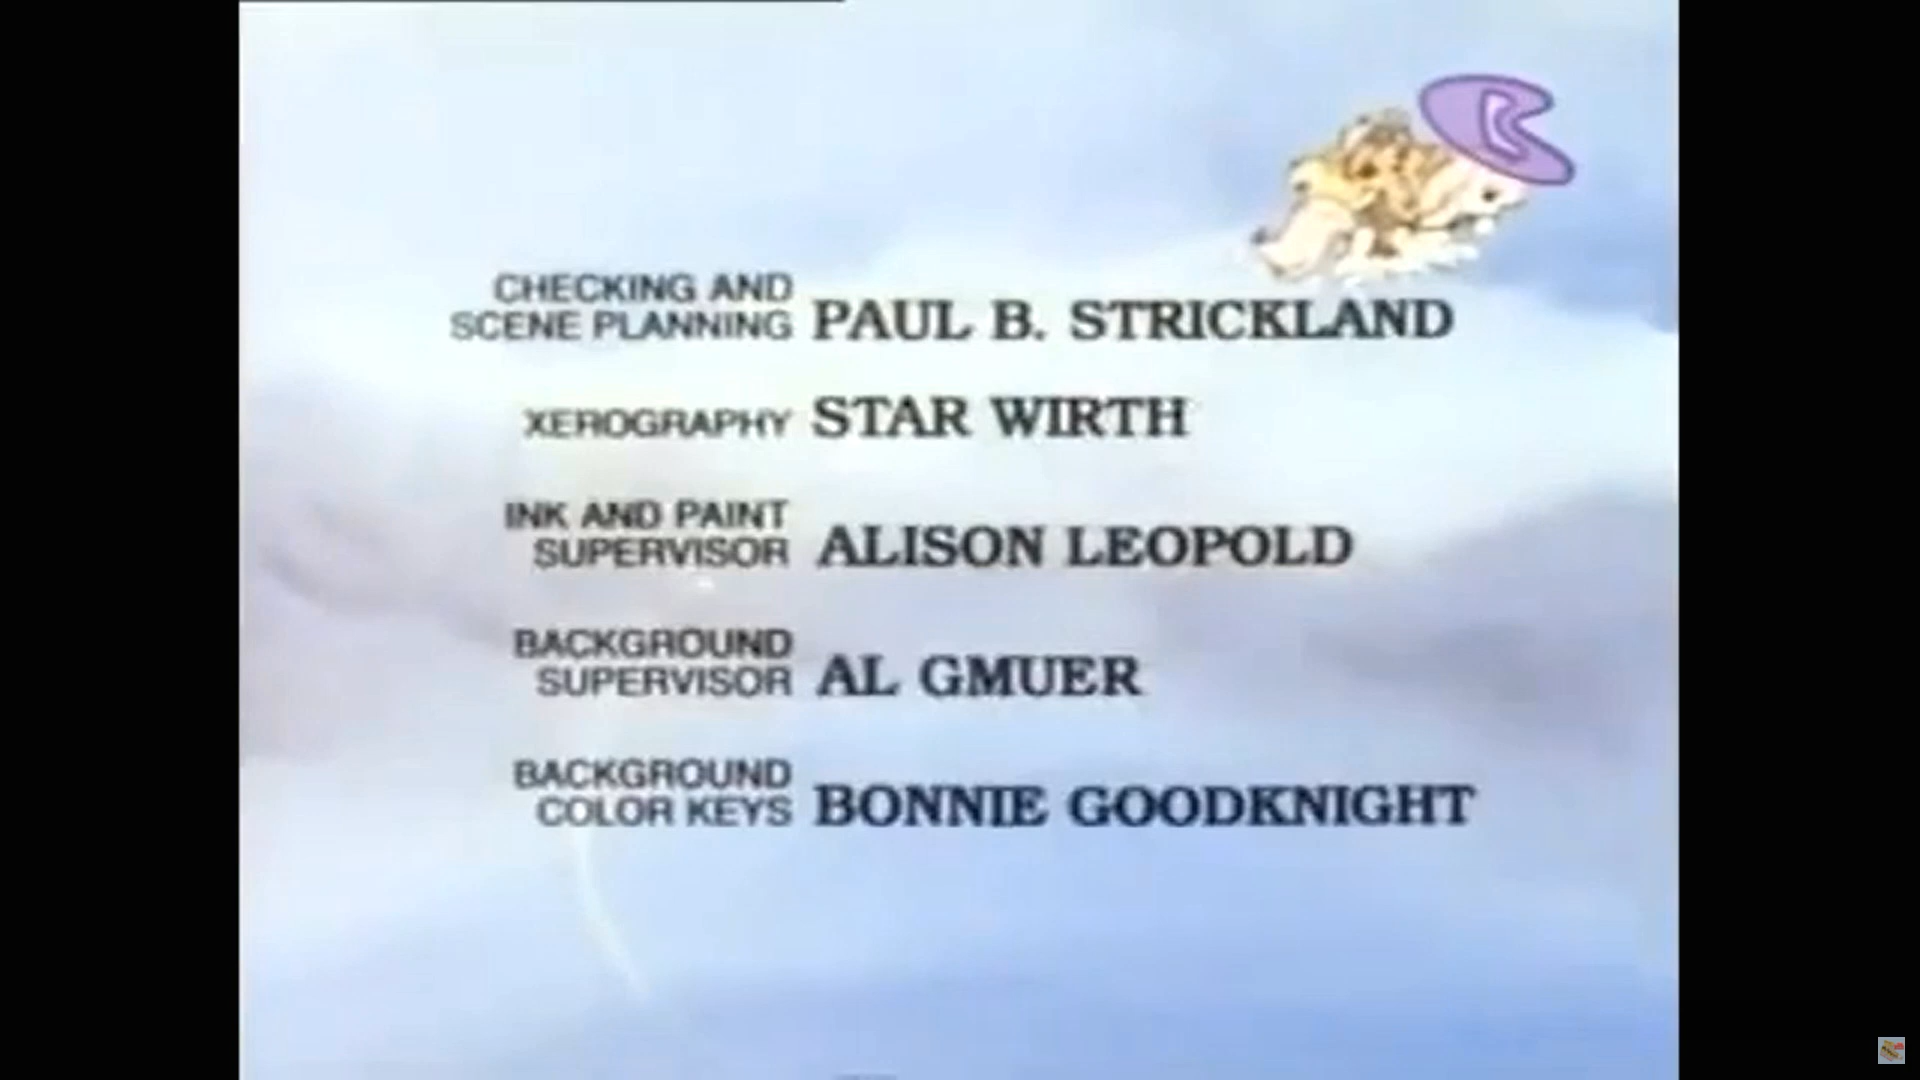 CHECKING AND
SCENE PLANNING PAUL B. STRICKLAND
XEROGRAPHY STAR WIRTH
INK AND PAINT
SUPERVISOR ALISON LEOPOLD
BACKGROUND
SUPERVISOR AL GMUER
BACKGROUND
COLOR KEYS BONNIE GOODKNIGHT